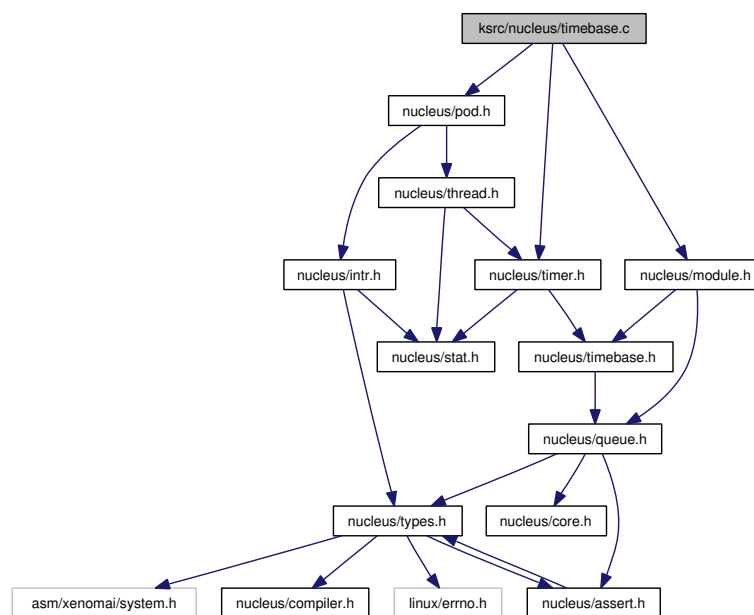 ksrc/nucleus/timebase.c
nucleus/pod.h
nucleus/thread.h
nucleus/intr.h
nucleus/timer.h
nucleus/module.h
nucleus/stat.h
nucleus/timebase.h
nucleus/queue.h
nucleus/types.h
nucleus/core.h
asm/xenomai/system.h
nucleus/compiler.h
linux/errno.h
nucleus/assert.h